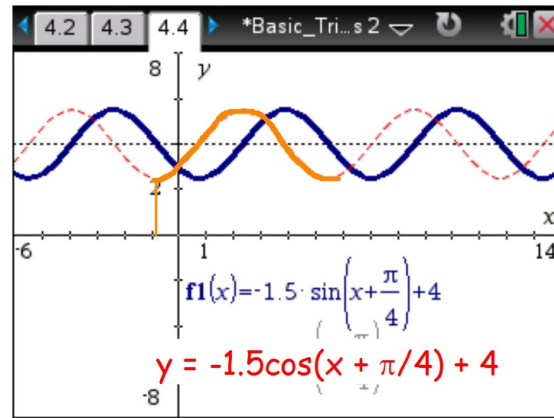 4.2 4.3 4.4 *Basic_Tri…s 2
8 y
2
x
-6 1 14
f1(x)=-1.5·sin(x+π/4)+4
y = -1.5cos(x + π/4) + 4
-8